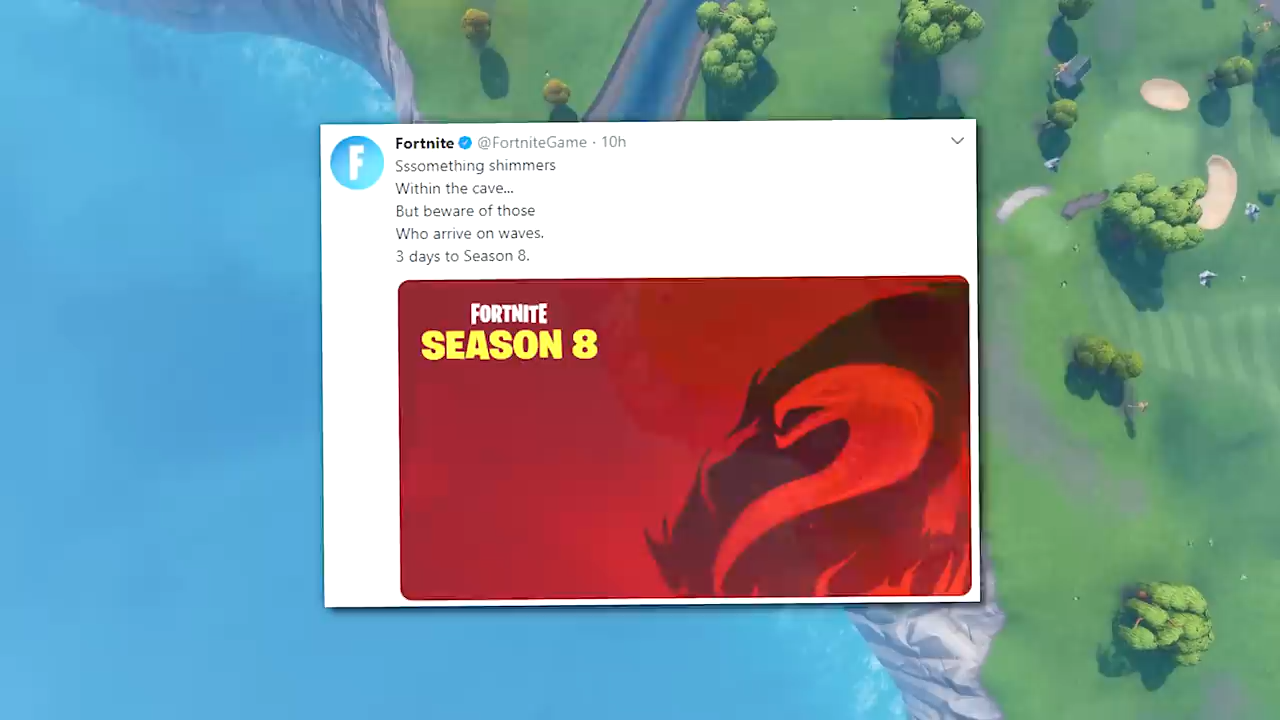 Fortnite @FortniteGame · 10h
Sssomething shimmers
Within the cave...
But beware of those
Who arrive on waves.
3 days to Season 8.
FORTNITE
SEASON 8